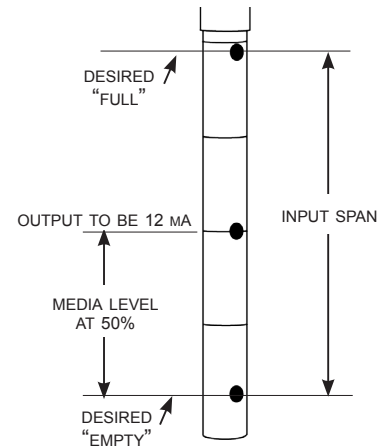 DESIRED
“FULL”
OUTPUT TO BE 12 MA
INPUT SPAN
MEDIA LEVEL
AT 50%
DESIRED
“EMPTY”